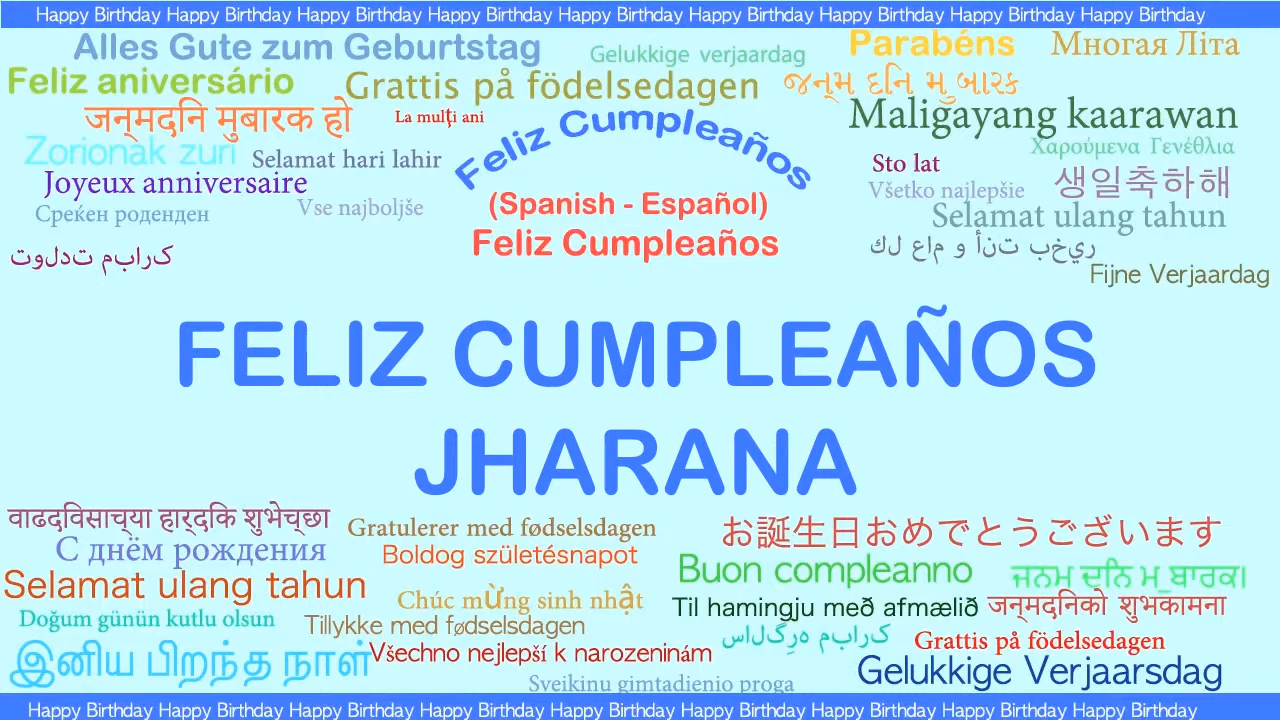 Happy Birthday Happy Birthday Happy Birthday Happy Birthday Happy Birthday Happy Birthday Happy Birthday Happy Birthday Happy Birthday
Alles Gute zum Geburtstag
Gelukkige verjaardag
Parabéns
Многая Літа
Feliz aniversário
Grattis på födelsedagen
જન્મ દિન મુબારક
जन्मदिन मुबारक हो
La mulţi ani
Feliz Cumpleaños
Maligayang kaarawan
Zorionak zuri
Selamat hari lahir
Χαρούμενα Γενέθλια
Sto lat
Joyeux anniversaire
(Spanish - Español)
Všetko najlepšie
생일축하해
Среќен роденден
Vse najboljše
Selamat ulang tahun
Feliz Cumpleaños
تولدت مبارک
كل عام و أنت بخير
Fijne Verjaardag
FELIZ CUMPLEAÑOS
JHARANA
वाढदिवसाच्या हार्दिक शुभेच्छा
Gratulerer med fødselsdagen
お誕生日おめでとうございます
С днём рождения
Boldog születésnapot
Buon compleanno
ਜਨਮ ਦਿਨ ਮੁਬਾਰਕ।
Selamat ulang tahun
Chúc mừng sinh nhật
Til hamingju með afmælið
जन्मदिनको शुभकामना
Doğum günün kutlu olsun
Tillykke med fødselsdagen
سالگرہ مبارک
Grattis på födelsedagen
இனிய பிறந்த நாள்
Všechno nejlepší k narozeninám
Gelukkige Verjaarsdag
Sveikinu gimtadienio proga
Happy Birthday Happy Birthday Happy Birthday Happy Birthday Happy Birthday Happy Birthday Happy Birthday Happy Birthday Happy Birthday